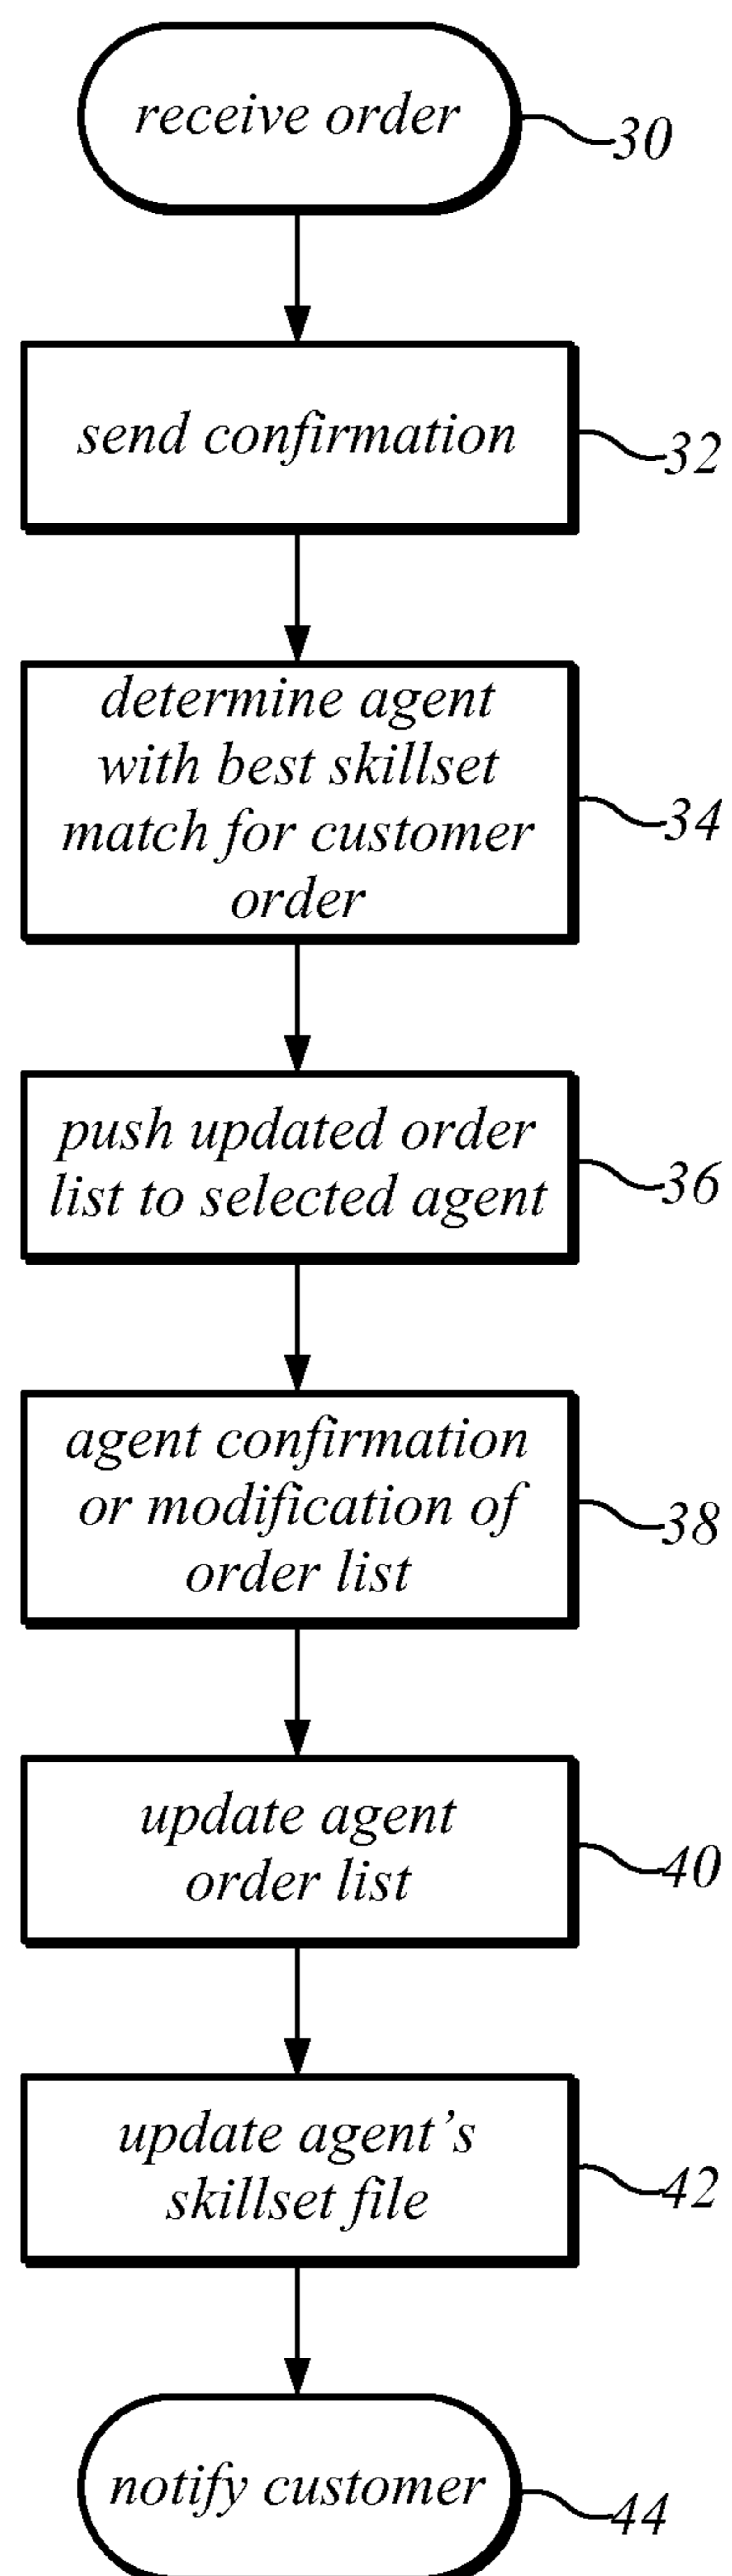 receive order
30
send confirmation
32
determine agent
with best skillset
match for customer
order
34
push updated order
list to selected agent
36
agent confirmation
or modification of
order list
38
update agent
order list
40
update agent’s
skillset file
42
notify customer
44